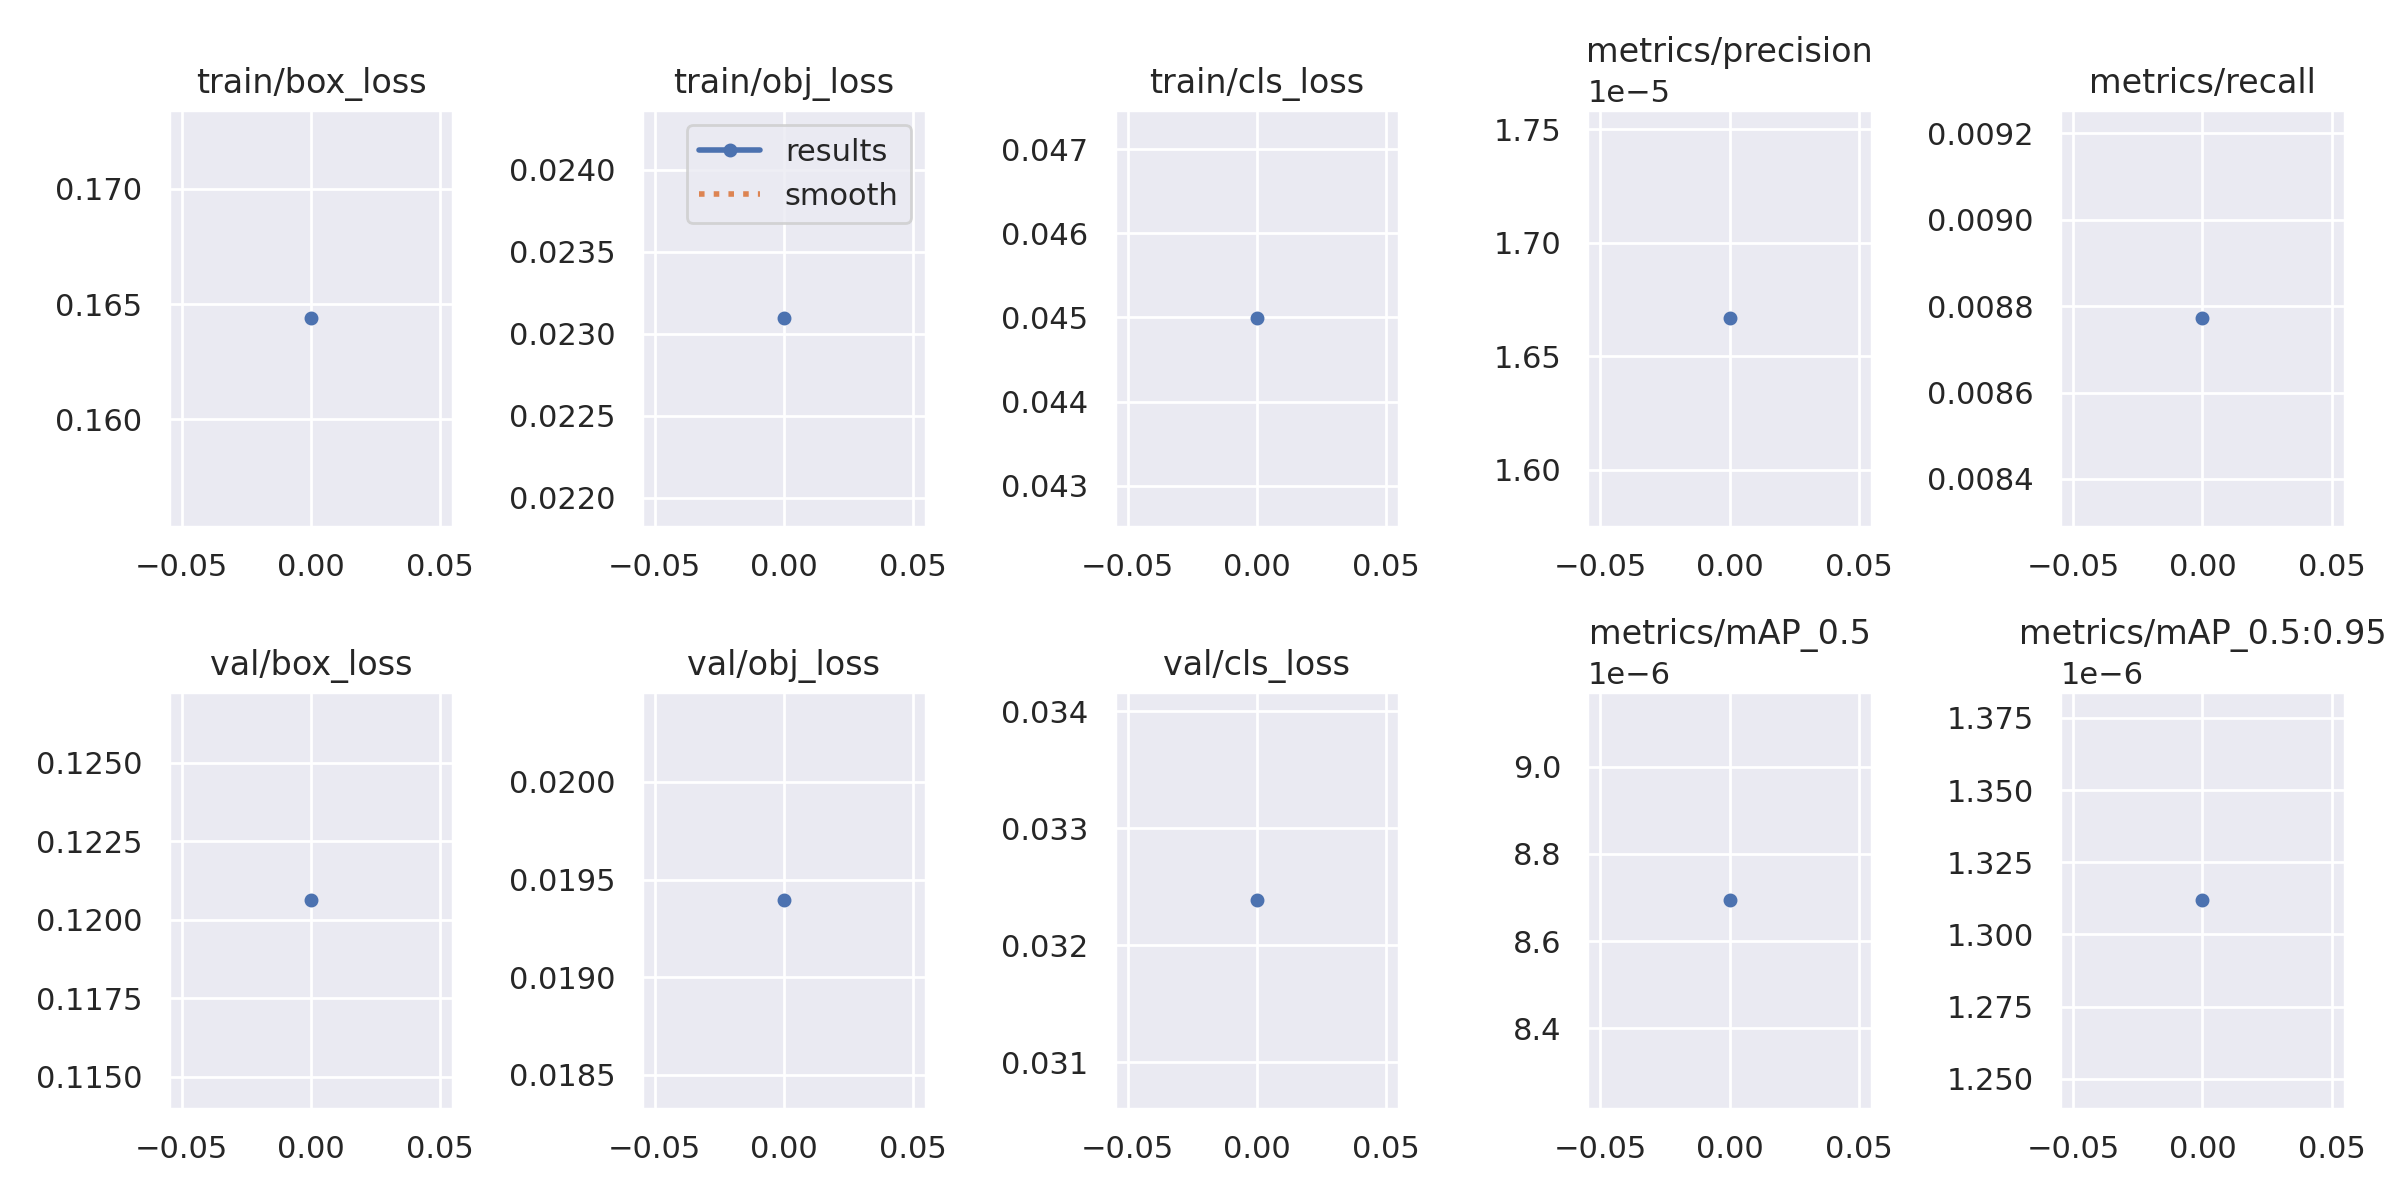 train/box_loss
0.170
0.165
0.160
−0.05 0.00 0.05
train/obj_loss
results
smooth
0.0240
0.0235
0.0230
0.0225
0.0220
−0.05 0.00 0.05
train/cls_loss
0.047
0.046
0.045
0.044
0.043
−0.05 0.00 0.05
metrics/precision
1e−5
1.75
1.70
1.65
1.60
−0.05 0.00 0.05
metrics/recall
0.0092
0.0090
0.0088
0.0086
0.0084
−0.05 0.00 0.05
val/box_loss
0.1250
0.1225
0.1200
0.1175
0.1150
−0.05 0.00 0.05
val/obj_loss
0.0200
0.0195
0.0190
0.0185
−0.05 0.00 0.05
val/cls_loss
0.034
0.033
0.032
0.031
−0.05 0.00 0.05
metrics/mAP_0.5
1e−6
9.0
8.8
8.6
8.4
−0.05 0.00 0.05
metrics/mAP_0.5:0.95
1e−6
1.375
1.350
1.325
1.300
1.275
1.250
−0.05 0.00 0.05